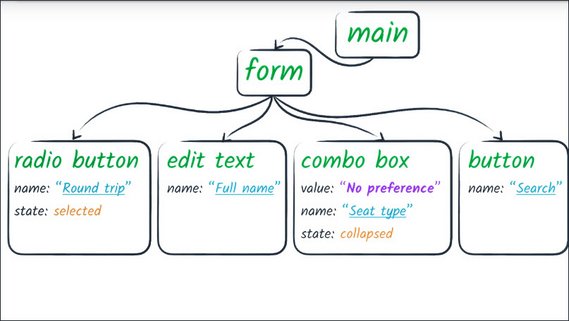 main
form
radio button
name: “Round trip”
state: selected
edit text
name: “Full name”
combo box
value: “No preference”
name: “Seat type”
state: collapsed
button
name: “Search”